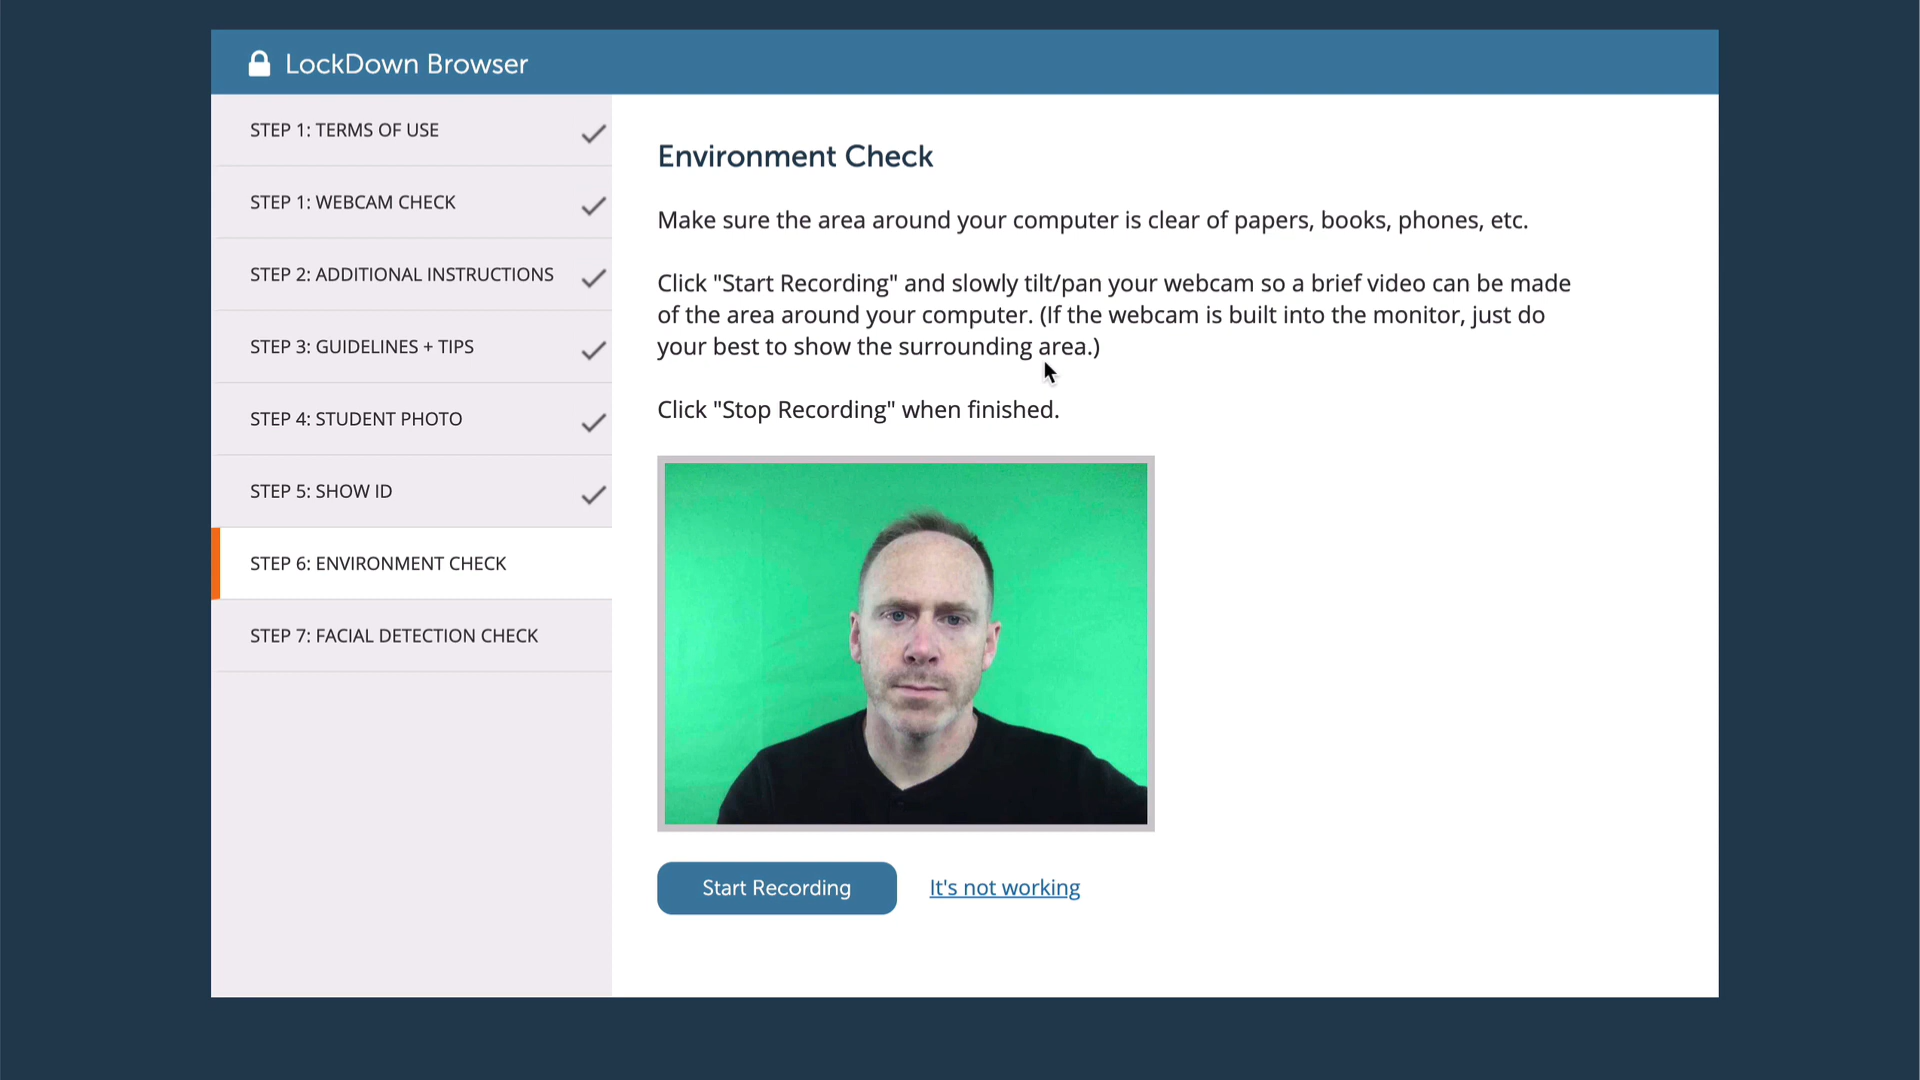 LockDown Browser
STEP 1: TERMS OF USE
STEP 1: WEBCAM CHECK
STEP 2: ADDITIONAL INSTRUCTIONS
STEP 3: GUIDELINES + TIPS
STEP 4: STUDENT PHOTO
STEP 5: SHOW ID
STEP 6: ENVIRONMENT CHECK
STEP 7: FACIAL DETECTION CHECK
Environment Check
Make sure the area around your computer is clear of papers, books, phones, etc.
Click "Start Recording" and slowly tilt/pan your webcam so a brief video can be made
of the area around your computer. (If the webcam is built into the monitor, just do
your best to show the surrounding area.)
Click "Stop Recording" when finished.
Start Recording
It's not working